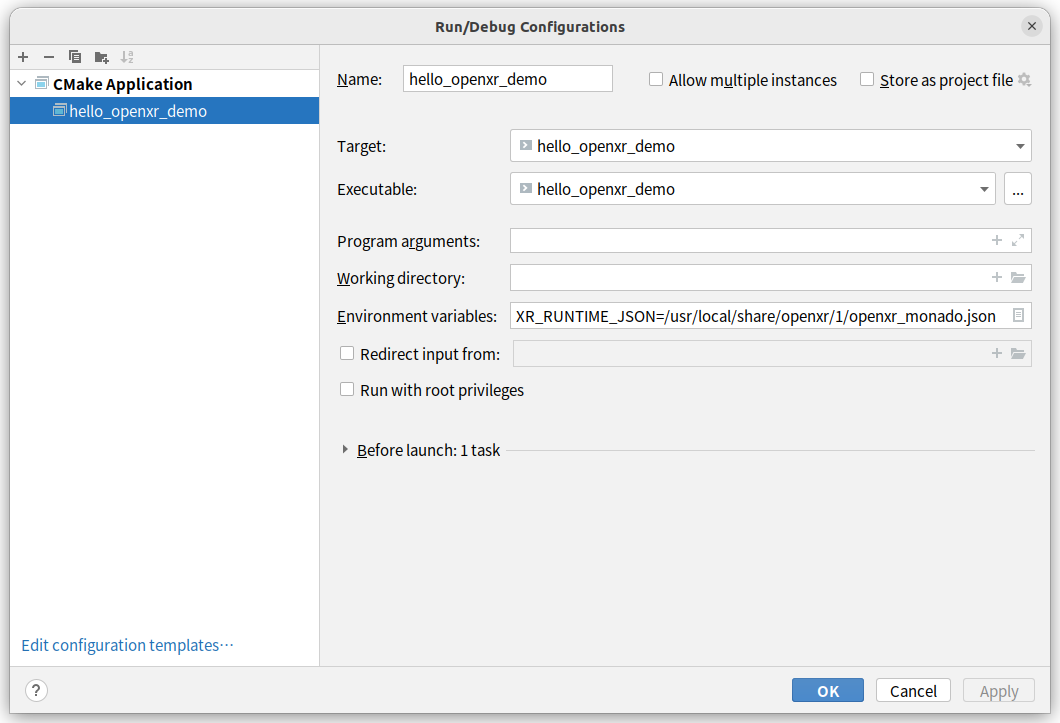 Run/Debug Configurations
CMake Application
hello_openxr_demo
Edit configuration templates...
Name: hello_openxr_demo Allow multiple instances Store as project file
Target: hello_openxr_demo
Executable: hello_openxr_demo ...
Program arguments:
Working directory:
Environment variables: XR_RUNTIME_JSON=/usr/local/share/openxr/1/openxr_monado.json
Redirect input from:
Run with root privileges
Before launch: 1 task
? OK Cancel Apply